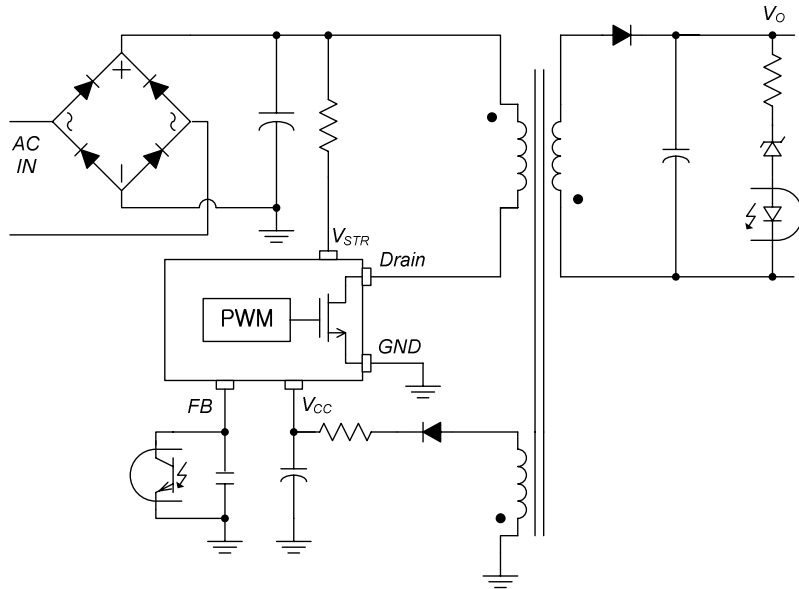 VO
AC
IN
VSTR
Drain
PWM
GND
FB
VCC